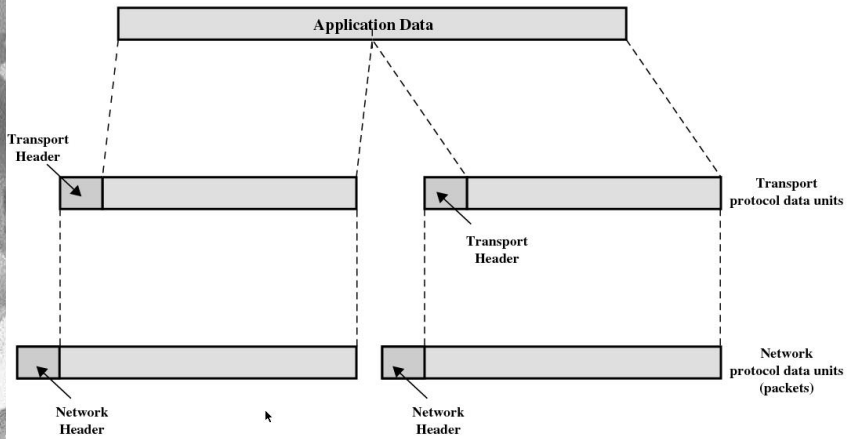 Application Data
Transport
Header
Transport
protocol data units
Transport
Header
Network
protocol data units
(packets)
Network
Header
Network
Header